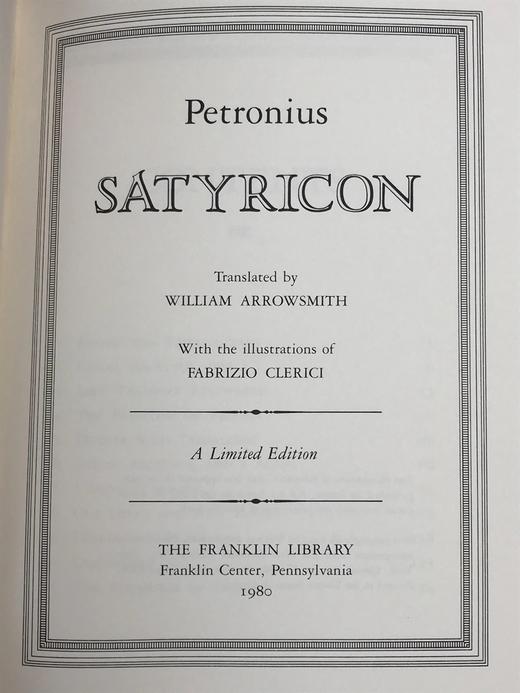 Petronius
SATYRICON
Translated by
WILLIAM ARROWSMITH
With the illustrations of
FABRIZIO CLERICI
A Limited Edition
THE FRANKLIN LIBRARY
Franklin Center, Pennsylvania
1980